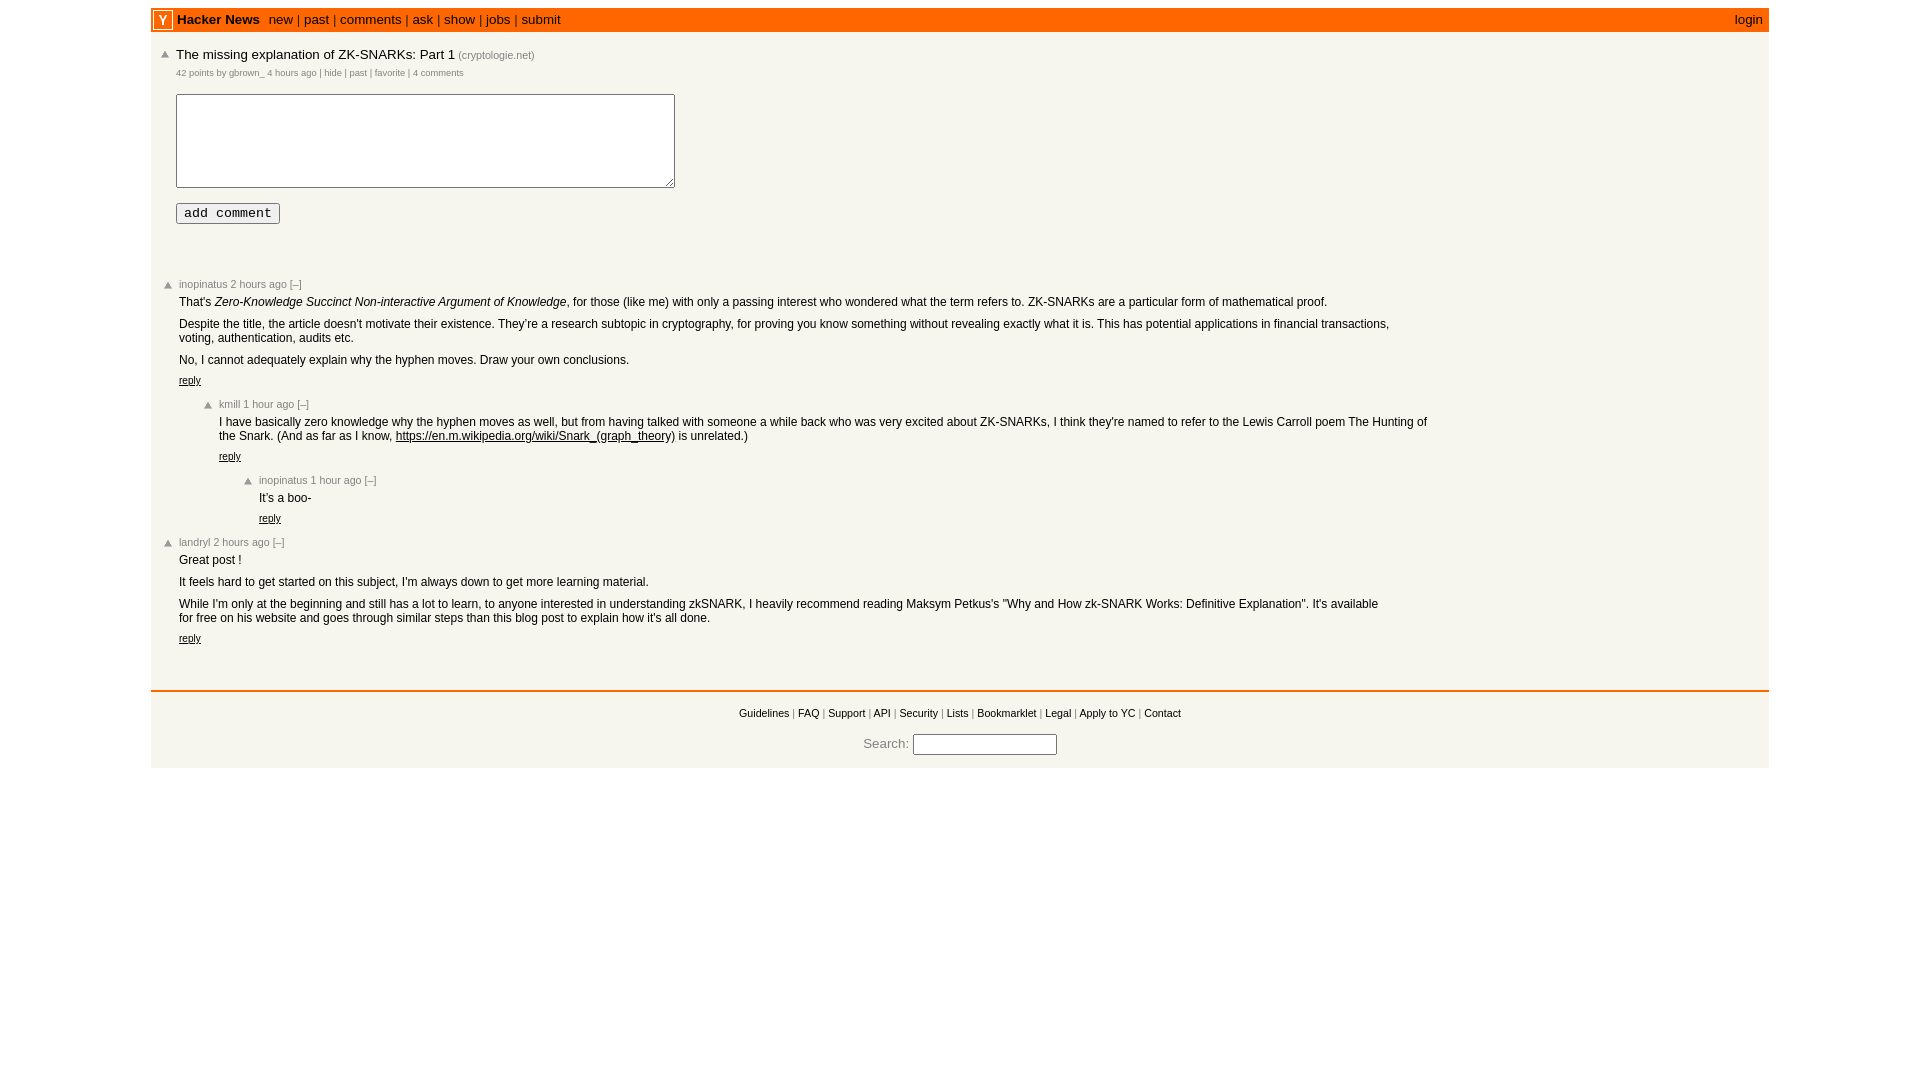 Y Hacker News new | past | comments | ask | show | jobs | submit login
The missing explanation of ZK-SNARKs: Part 1 (cryptologie.net)
42 points by gbrown_ 4 hours ago | hide | past | favorite | 4 comments
add comment
inopinatus 2 hours ago [–]
That's Zero-Knowledge Succinct Non-interactive Argument of Knowledge, for those (like me) with only a passing interest who wondered what the term refers to. ZK-SNARKs are a particular form of mathematical proof.
Despite the title, the article doesn't motivate their existence. They're a research subtopic in cryptography, for proving you know something without revealing exactly what it is. This has potential applications in financial transactions,
voting, authentication, audits etc.
No, I cannot adequately explain why the hyphen moves. Draw your own conclusions.
reply
kmill 1 hour ago [–]
I have basically zero knowledge why the hyphen moves as well, but from having talked with someone a while back who was very excited about ZK-SNARKs, I think they're named to refer to the Lewis Carroll poem The Hunting of
the Snark. (And as far as I know, https://en.m.wikipedia.org/wiki/Snark_(graph_theory) is unrelated.)
reply
inopinatus 1 hour ago [–]
It's a boo-
reply
landryl 2 hours ago [–]
Great post !
It feels hard to get started on this subject, I'm always down to get more learning material.
While I'm only at the beginning and still has a lot to learn, to anyone interested in understanding zkSNARK, I heavily recommend reading Maksym Petkus's "Why and How zk-SNARK Works: Definitive Explanation". It's available
for free on his website and goes through similar steps than this blog post to explain how it's all done.
reply
Guidelines | FAQ | Support | API | Security | Lists | Bookmarklet | Legal | Apply to YC | Contact
Search: